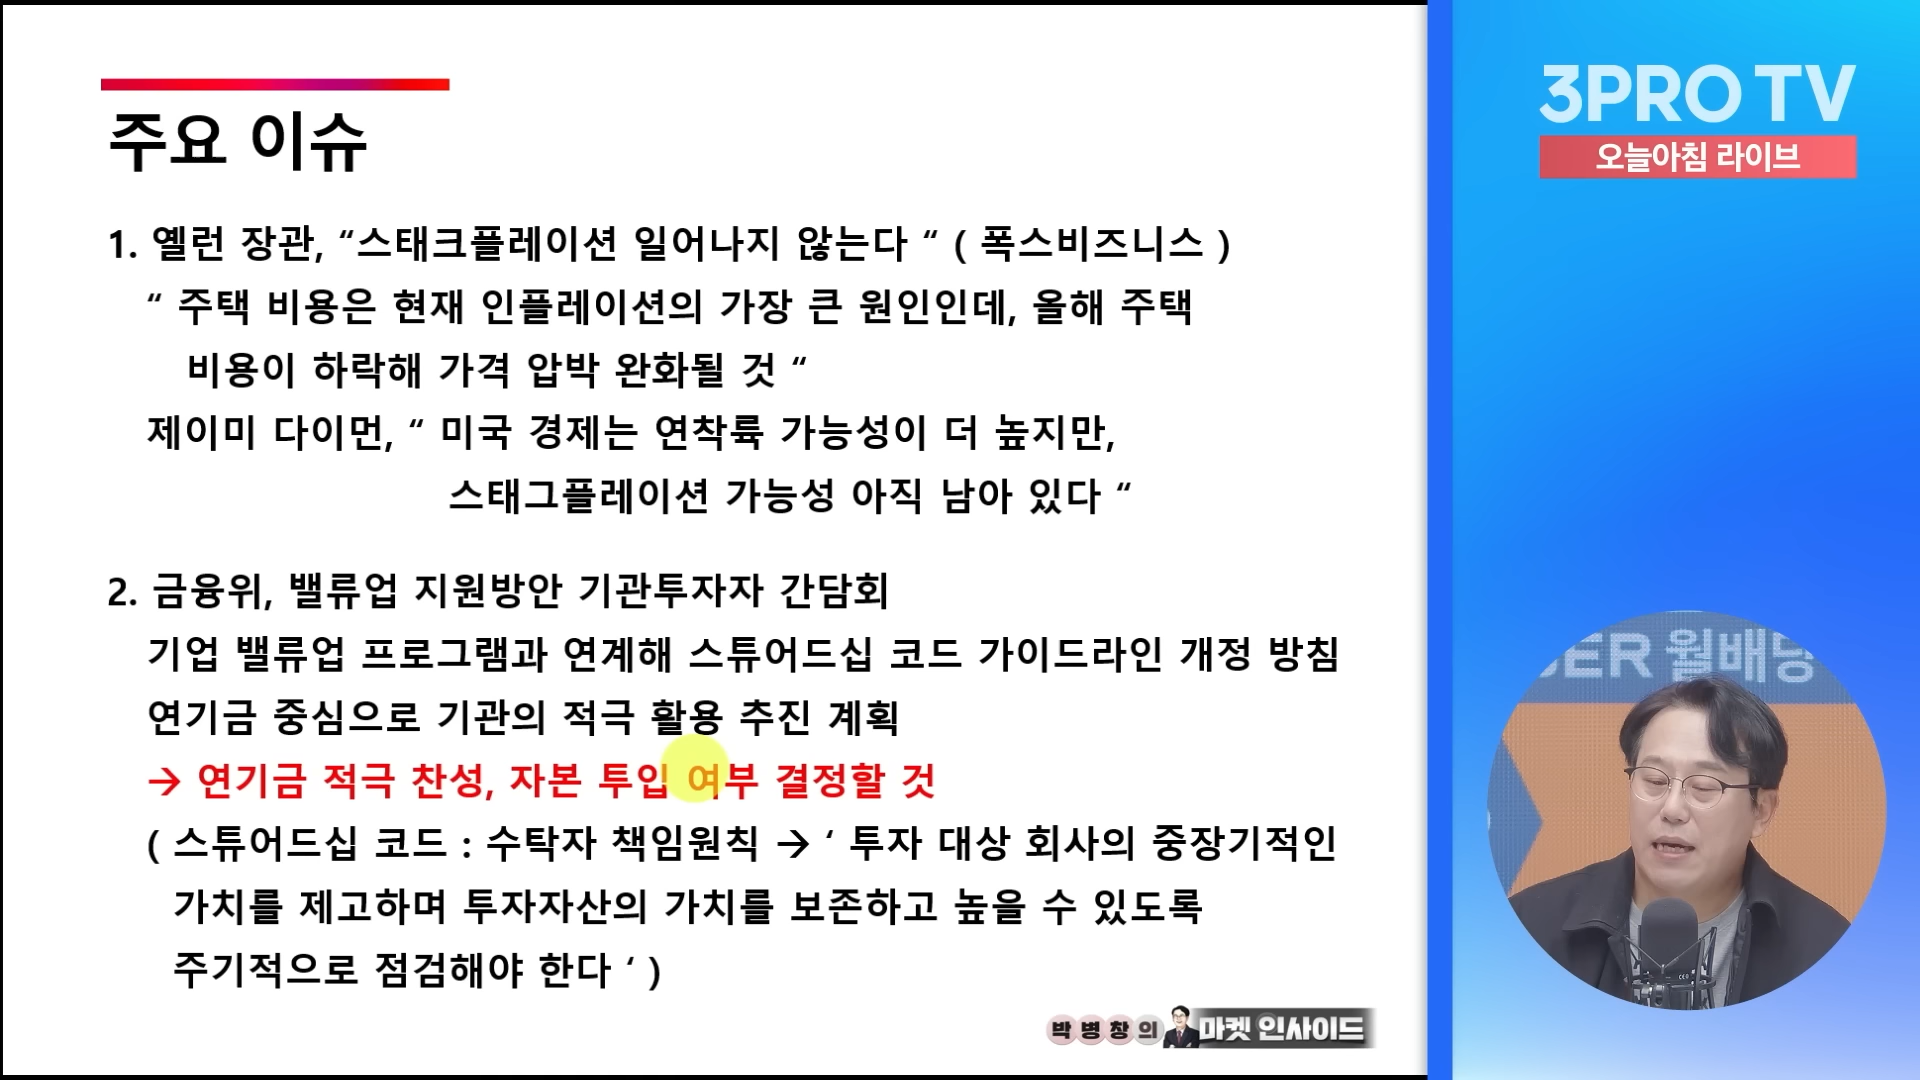 주요 이슈
1. 옐런 장관, “스태크플레이션 일어나지 않는다 “ ( 폭스비즈니스 )
“ 주택 비용은 현재 인플레이션의 가장 큰 원인인데, 올해 주택
비용이 하락해 가격 압박 완화될 것 “
제이미 다이먼, “ 미국 경제는 연착륙 가능성이 더 높지만,
스태그플레이션 가능성 아직 남아 있다 “
2. 금융위, 밸류업 지원방안 기관투자자 간담회
기업 밸류업 프로그램과 연계해 스튜어드십 코드 가이드라인 개정 방침
연기금 중심으로 기관의 적극 활용 추진 계획
→ 연기금 적극 찬성, 자본 투입 여부 결정할 것
( 스튜어드십 코드 : 수탁자 책임원칙 → ‘ 투자 대상 회사의 중장기적인
가치를 제고하며 투자자산의 가치를 보존하고 높을 수 있도록
주기적으로 점검해야 한다 ‘ )
박병창의 마켓 인사이드
3PRO TV
오늘아침 라이브
월배당